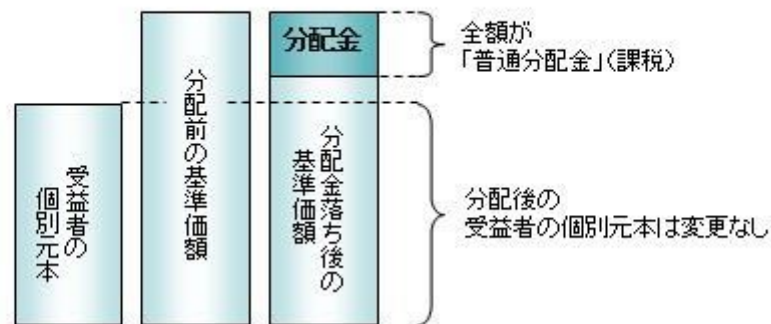 受益者の
個別元本
分配前の基準価額
分配金
分配金落ち後の
基準価額
全額が
「普通分配金」(課税)
分配後の
受益者の個別元本は変更なし